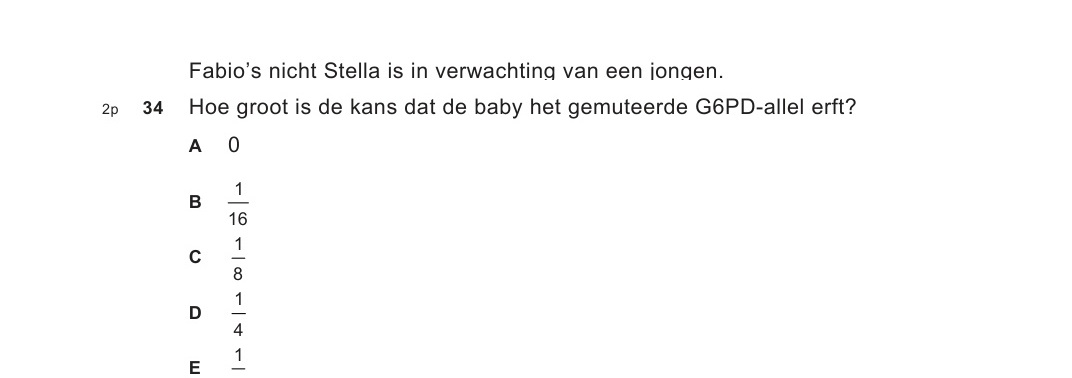 Fabio's nicht Stella is in verwachting van een jongen.
2p 34 Hoe groot is de kans dat de baby het gemuteerde G6PD-allel erft?
A 0
B 1/16
C 1/8
D 1/4
E 1